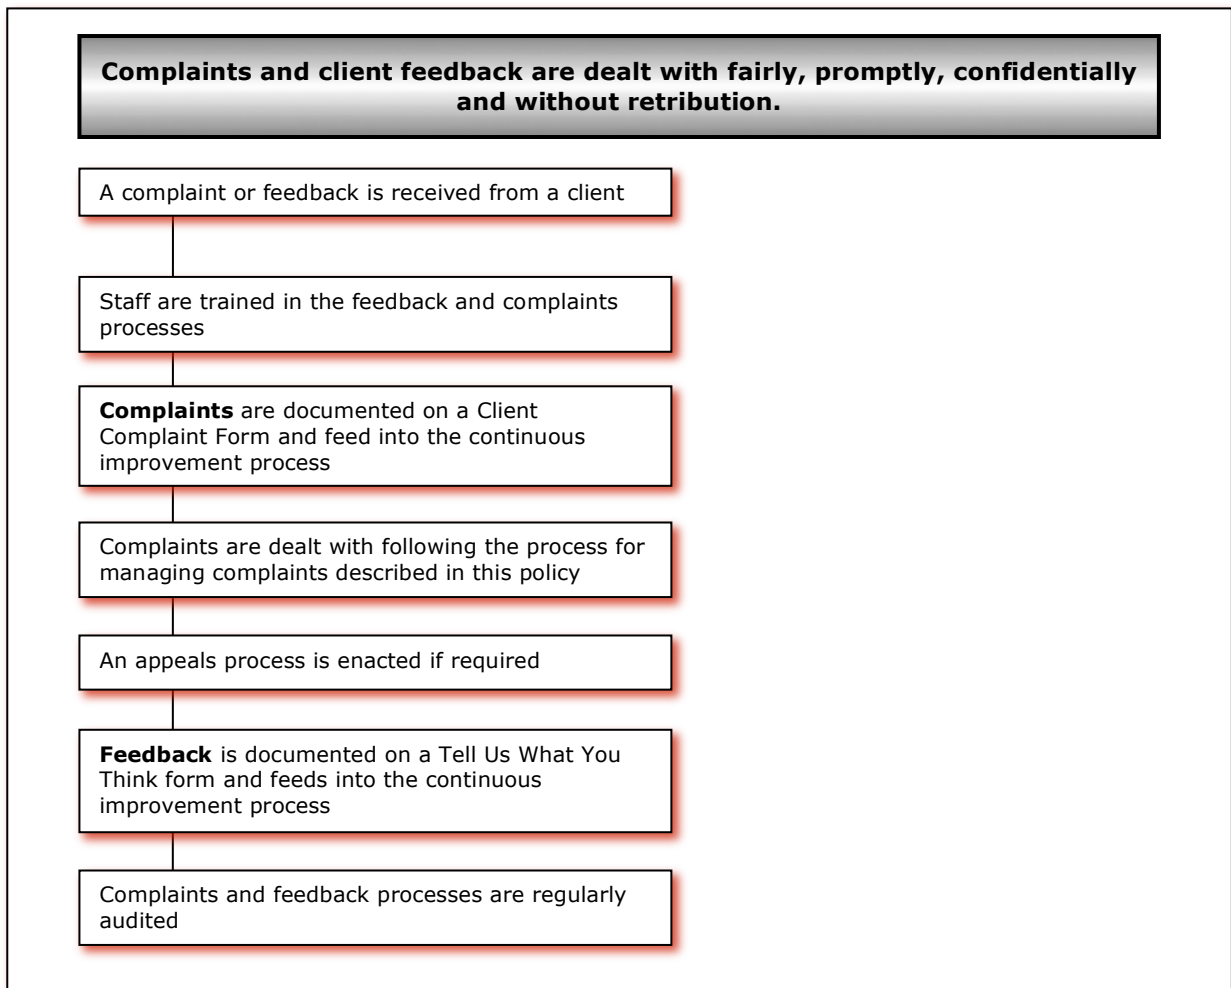 Complaints and client feedback are dealt with fairly, promptly, confidentially
and without retribution.
A complaint or feedback is received from a client
Staff are trained in the feedback and complaints
processes
Complaints are documented on a Client
Complaint Form and feed into the continuous
improvement process
Complaints are dealt with following the process for
managing complaints described in this policy
An appeals process is enacted if required
Feedback is documented on a Tell Us What You
Think form and feeds into the continuous
improvement process
Complaints and feedback processes are regularly
audited